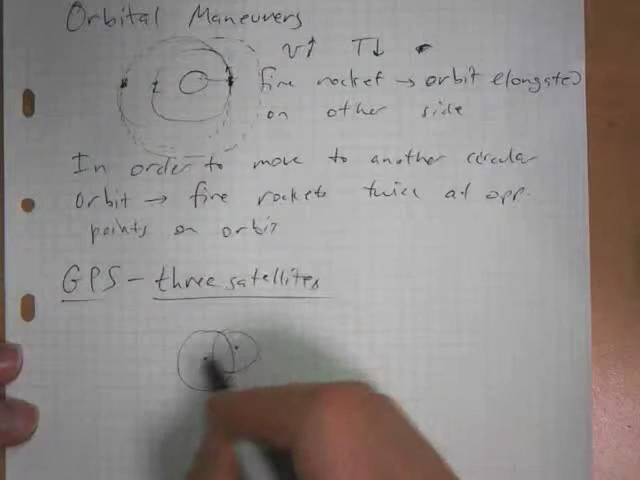 Orbital Maneuvers
v↑ T↓
fire rocket → orbit elongated
on other side
In order to move to another circular
orbit → fire rockets twice at opp.
points on orbit
GPS - three satellites